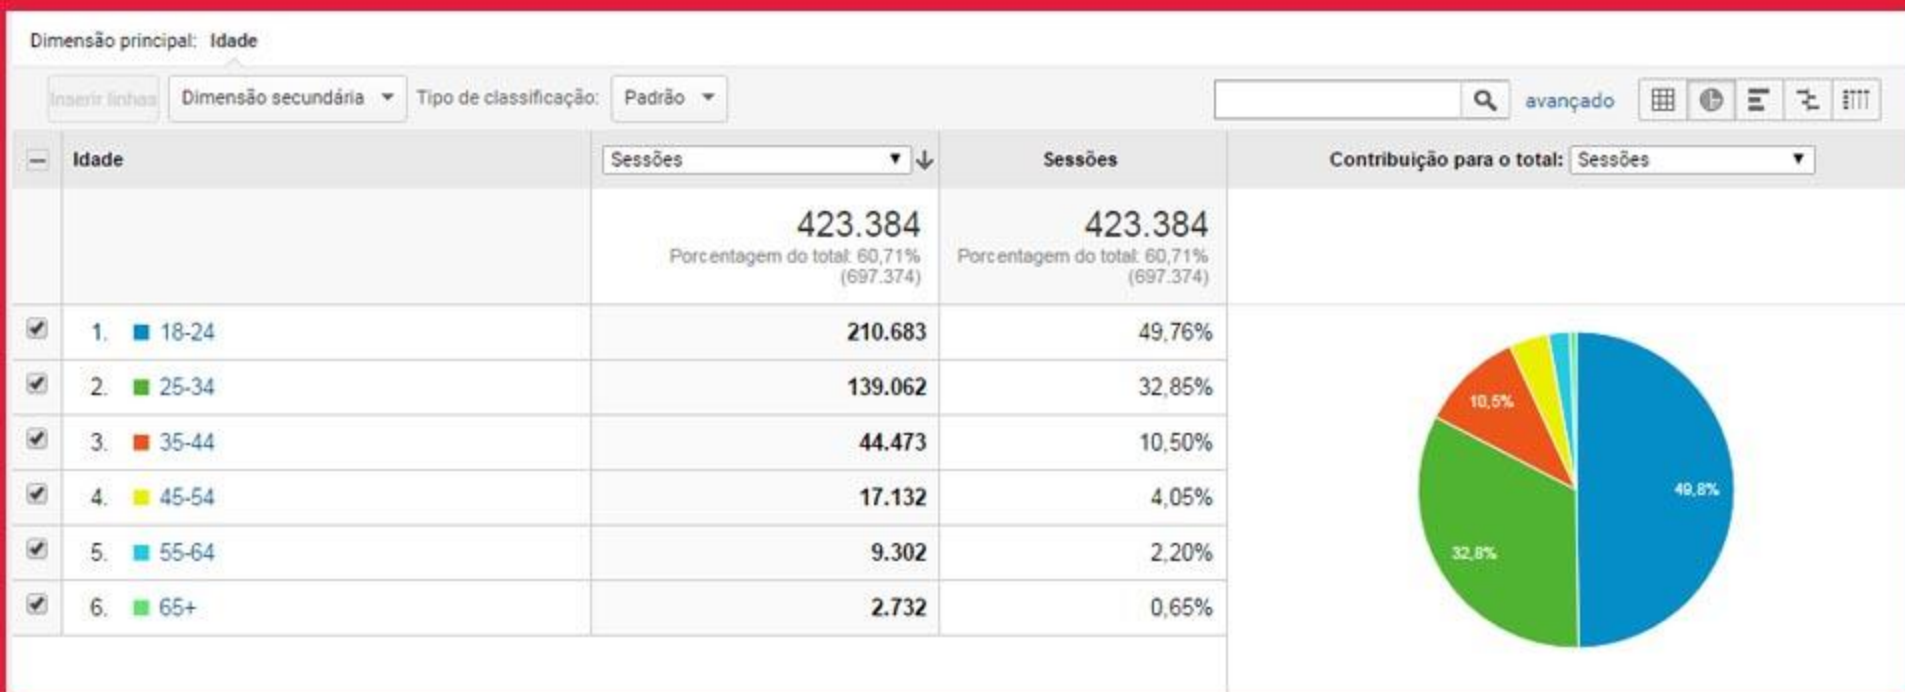 Dimensão principal: Idade
Inserir linhas Dimensão secundária Tipo de classificação: Padrão avançado
Idade Sessões Sessões Contribuição para o total: Sessões
423.384 423.384
Porcentagem do total: 60,71% Porcentagem do total: 60,71%
(697.374) (697.374)
1. 18-24 210.683 49,76%
2. 25-34 139.062 32,85%
3. 35-44 44.473 10,50%
4. 45-54 17.132 4,05%
5. 55-64 9.302 2,20%
6. 65+ 2.732 0,65%
10,5%
49,8%
32,8%